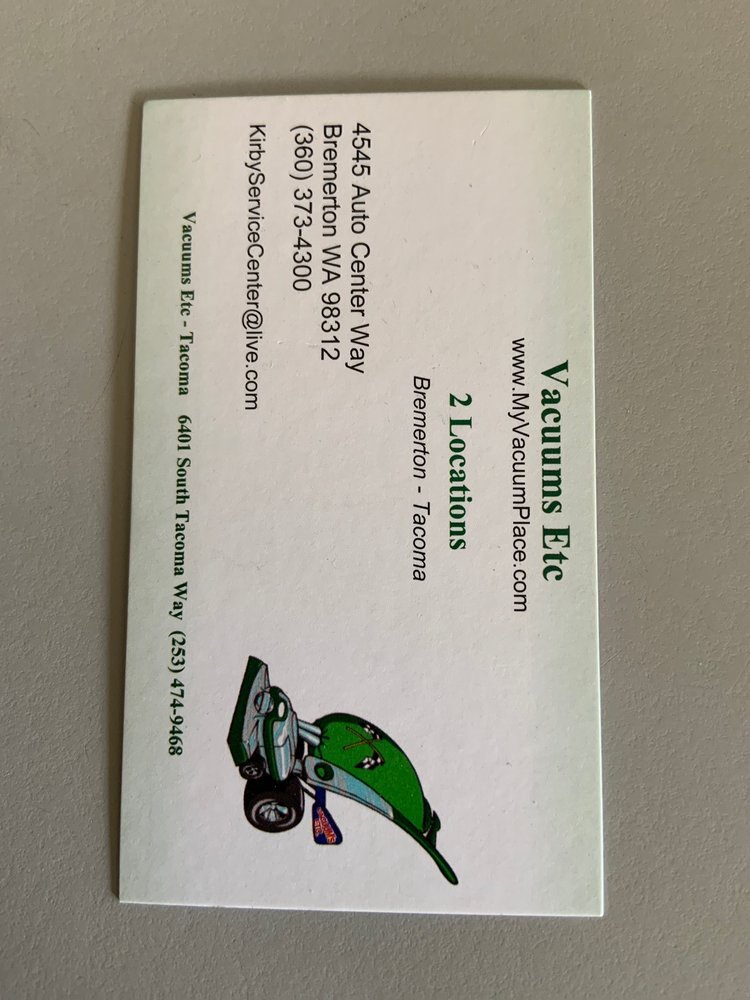 Vacuums Etc
www.MyVacuumPlace.com
2 Locations
Bremerton - Tacoma
4545 Auto Center Way
Bremerton WA 98312
(360) 373-4300
KirbyServiceCenter@live.com
Vacuums Etc - Tacoma 6401 South Tacoma Way (253) 474-9468